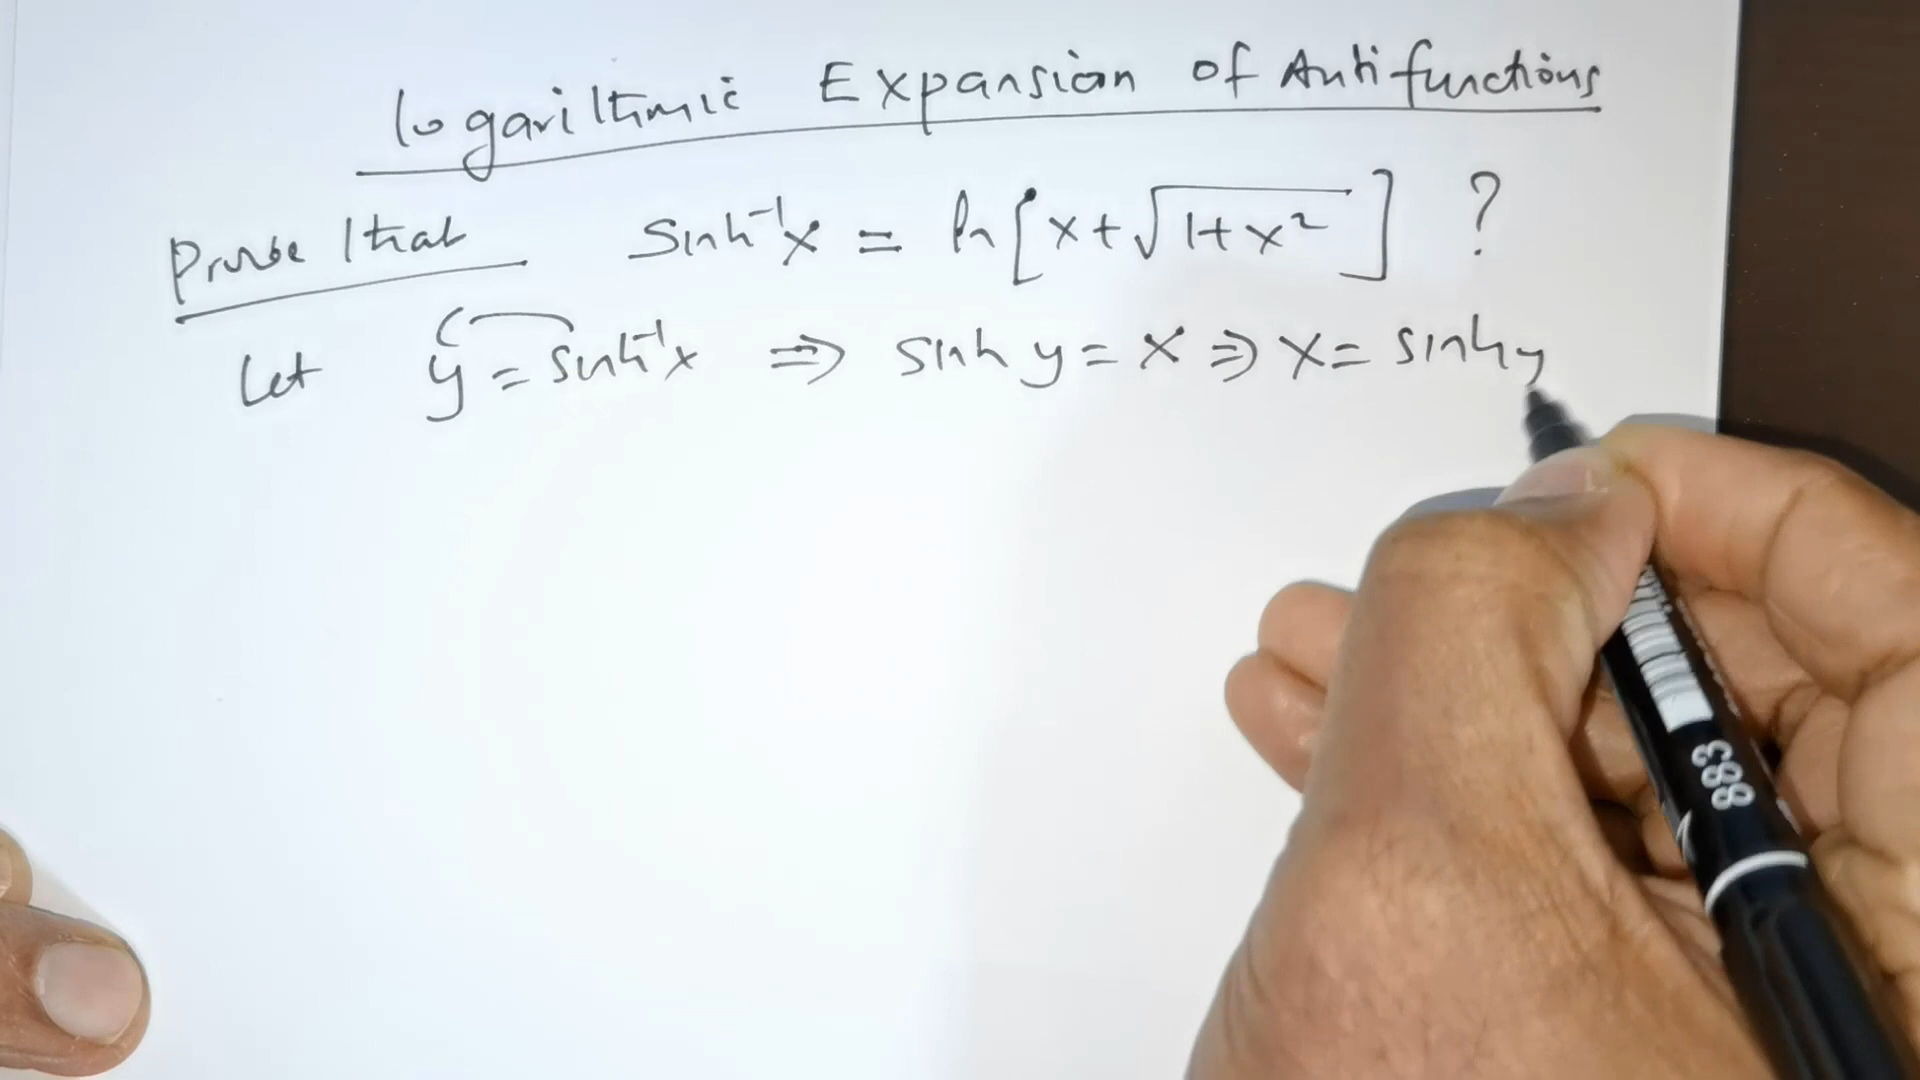 Logarithmic Expansion of Antifunctions
Prove that sinh⁻¹x = ln[x+√1+x²] ?
Let y = sinh⁻¹x ⇒ sinh y = x ⇒ x = sinh y
883